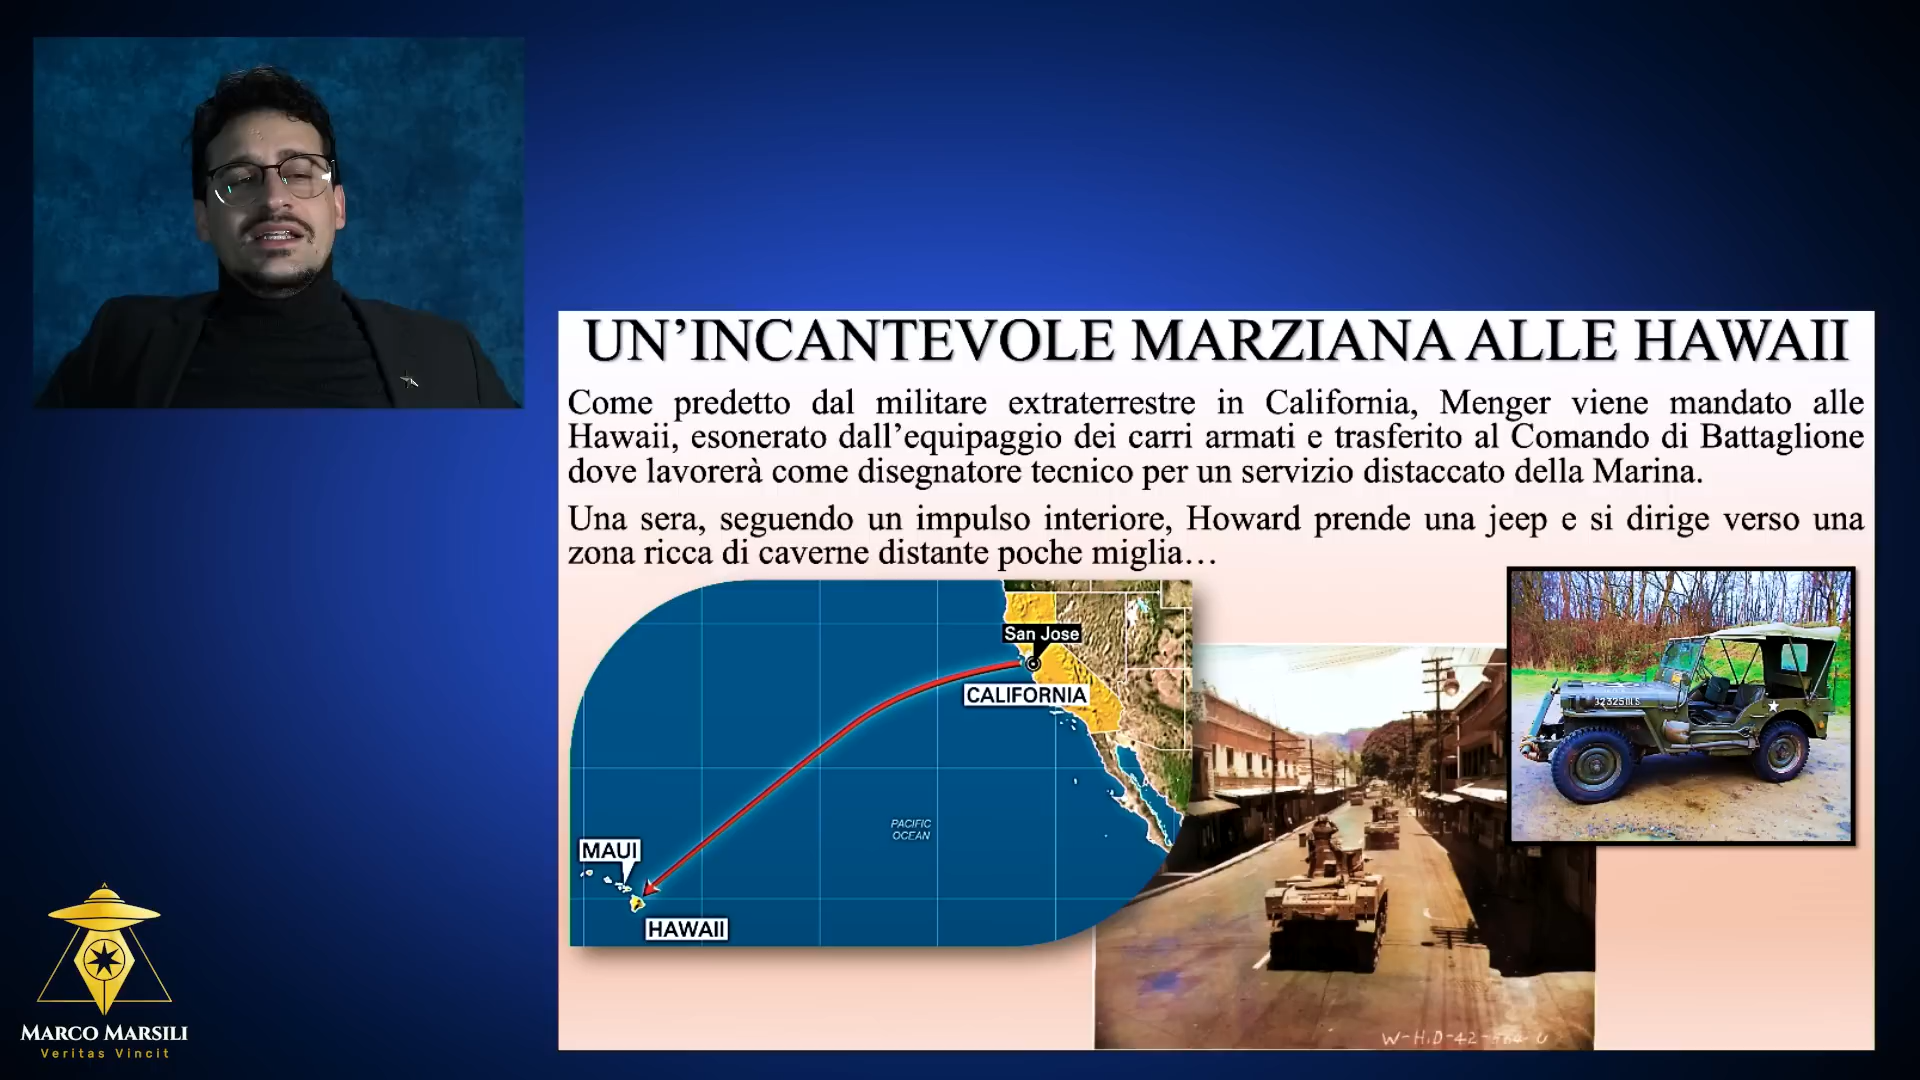 UN’INCANTEVOLE MARZIANA ALLE HAWAII
Come predetto dal militare extraterrestre in California, Menger viene mandato alle
Hawaii, esonerato dall’equipaggio dei carri armati e trasferito al Comando di Battaglione
dove lavorerà come disegnatore tecnico per un servizio distaccato della Marina.
Una sera, seguendo un impulso interiore, Howard prende una jeep e si dirige verso una
zona ricca di caverne distante poche miglia…
San Jose
CALIFORNIA
PACIFIC
OCEAN
MAUI
HAWAII
MARCO MARSILI
Veritas Vincit